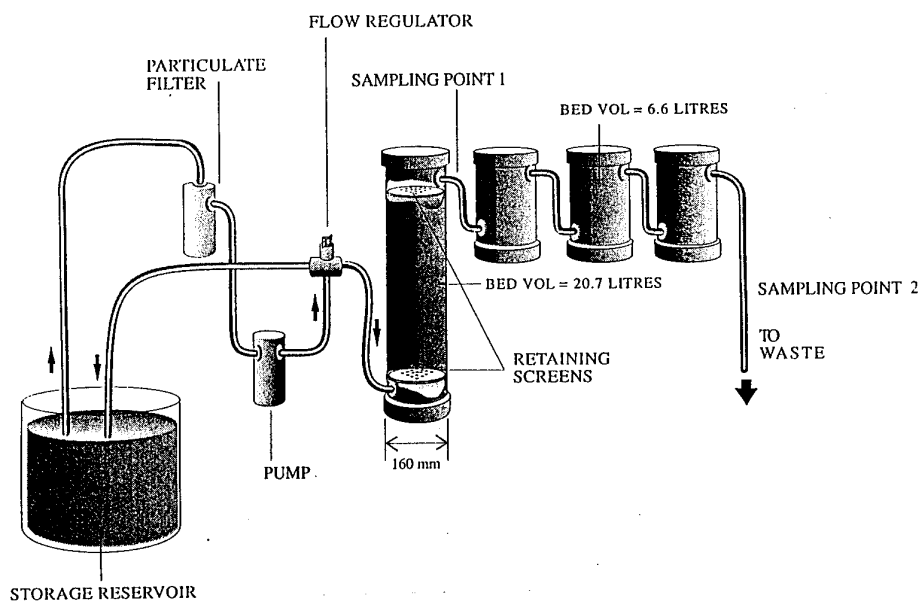 FLOW REGULATOR
PARTICULATE
FILTER
SAMPLING POINT 1
BED VOL = 6.6 LITRES
BED VOL = 20.7 LITRES
SAMPLING POINT 2
TO
WASTE
RETAINING
SCREENS
PUMP
160 mm
STORAGE RESERVOIR